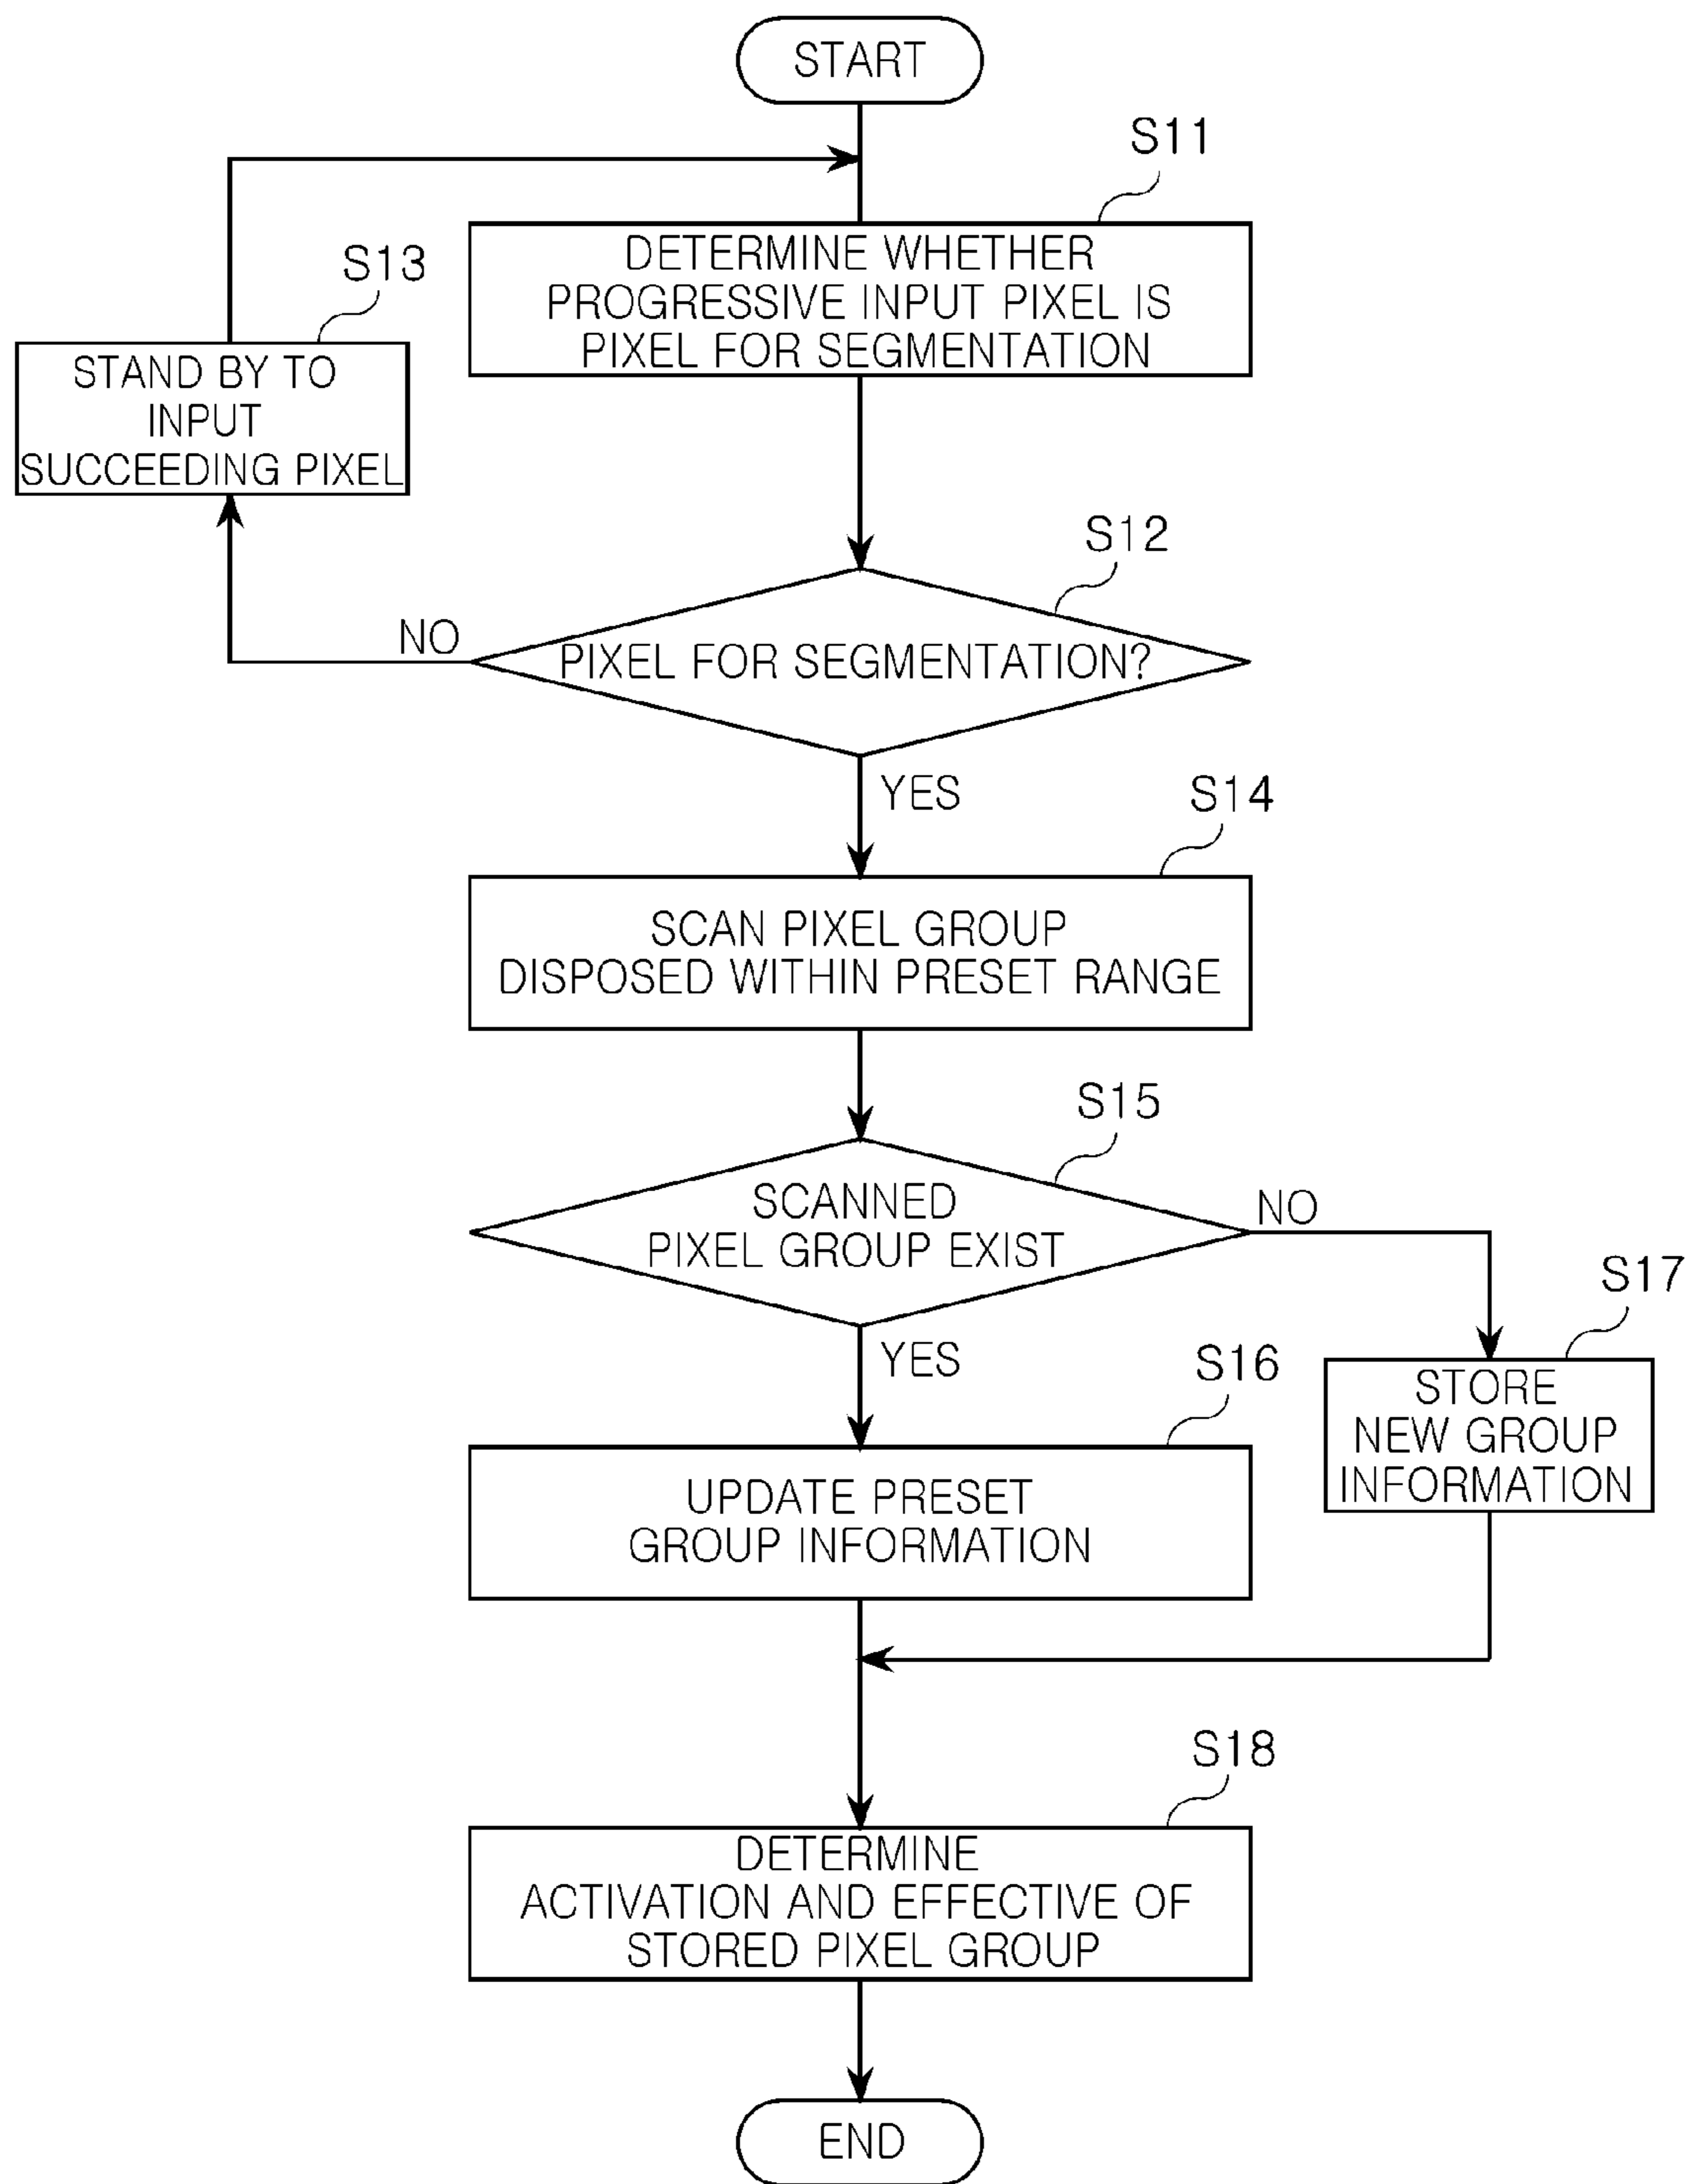 START
S11
DETERMINE WHETHER
PROGRESSIVE INPUT PIXEL IS
PIXEL FOR SEGMENTATION
S13
STAND BY TO
INPUT
SUCCEEDING PIXEL
S12
NO
PIXEL FOR SEGMENTATION?
YES
S14
SCAN PIXEL GROUP
DISPOSED WITHIN PRESET RANGE
S15
SCANNED
PIXEL GROUP EXIST
NO
S17
STORE
NEW GROUP
INFORMATION
YES
S16
UPDATE PRESET
GROUP INFORMATION
S18
DETERMINE
ACTIVATION AND EFFECTIVE OF
STORED PIXEL GROUP
END